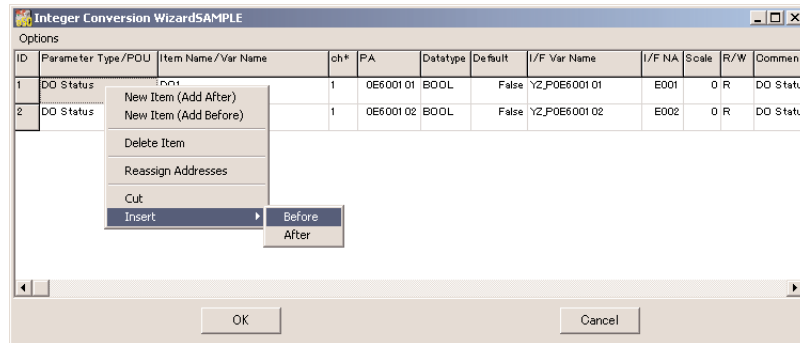 Integer Conversion WizardSAMPLE
Options
ID Parameter Type/POU Item Name/Var Name ch* PA Datatype Default I/F Var Name I/F NA Scale R/W Commen
1 DO Status DO1 1 0E600101 BOOL False YZ_P0E600101 E001 0 R DO Statu
2 DO Status 1 0E600102 BOOL False YZ_P0E600102 E002 0 R DO Statu
New Item (Add After)
New Item (Add Before)
Delete Item
Reassign Addresses
Cut
Insert Before
After
OK Cancel